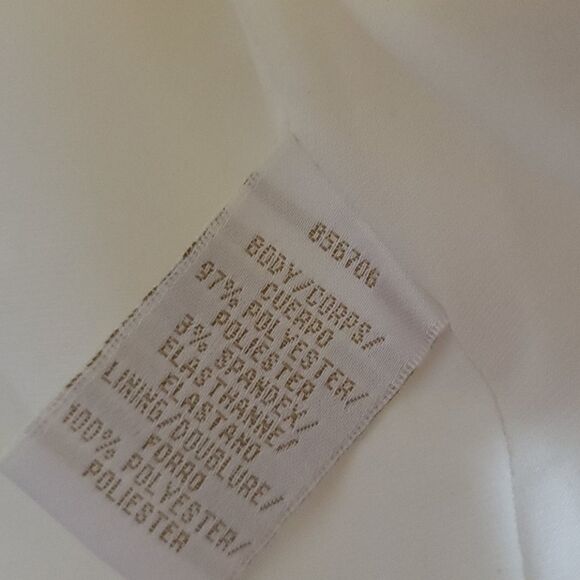 856706
BODY/CORPS/
CUERPO
97% POLYESTER/
POLIESTER
3% SPANDEX/
ELASTHANNE/
ELASTANO
LINING/DOUBLURE/
FORRO
100% POLYESTER/
POLIESTER